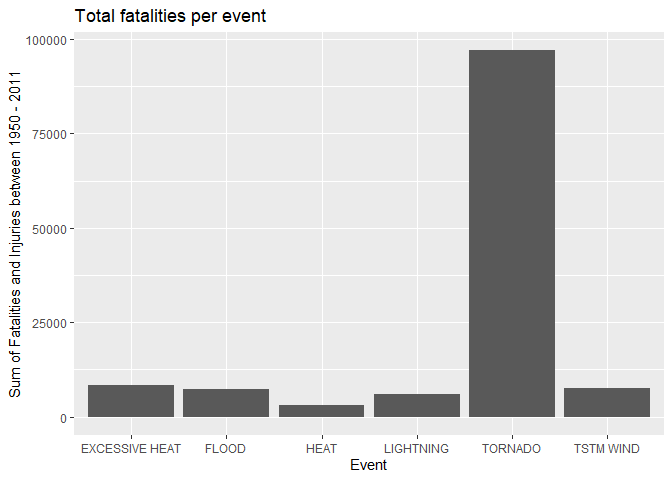 Total fatalities per event
Sum of Fatalities and Injuries between 1950 - 2011
100000
75000
50000
25000
0
EXCESSIVE HEAT FLOOD HEAT LIGHTNING TORNADO TSTM WIND
Event